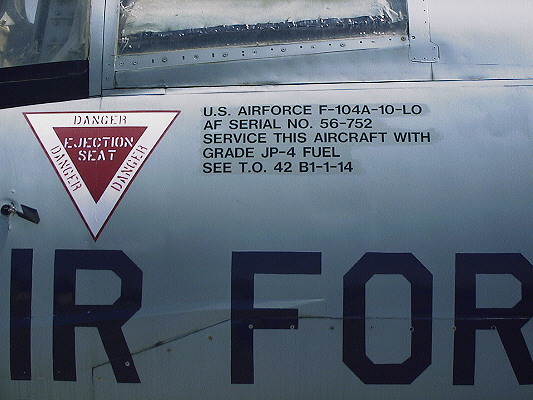 DANGER
EJECTION
SEAT
DANGER
DANGER
U.S. AIRFORCE F-104A-10-LO
AF SERIAL NO. 56-752
SERVICE THIS AIRCRAFT WITH
GRADE JP-4 FUEL
SEE T.O. 42 B1-1-14
IR FOR